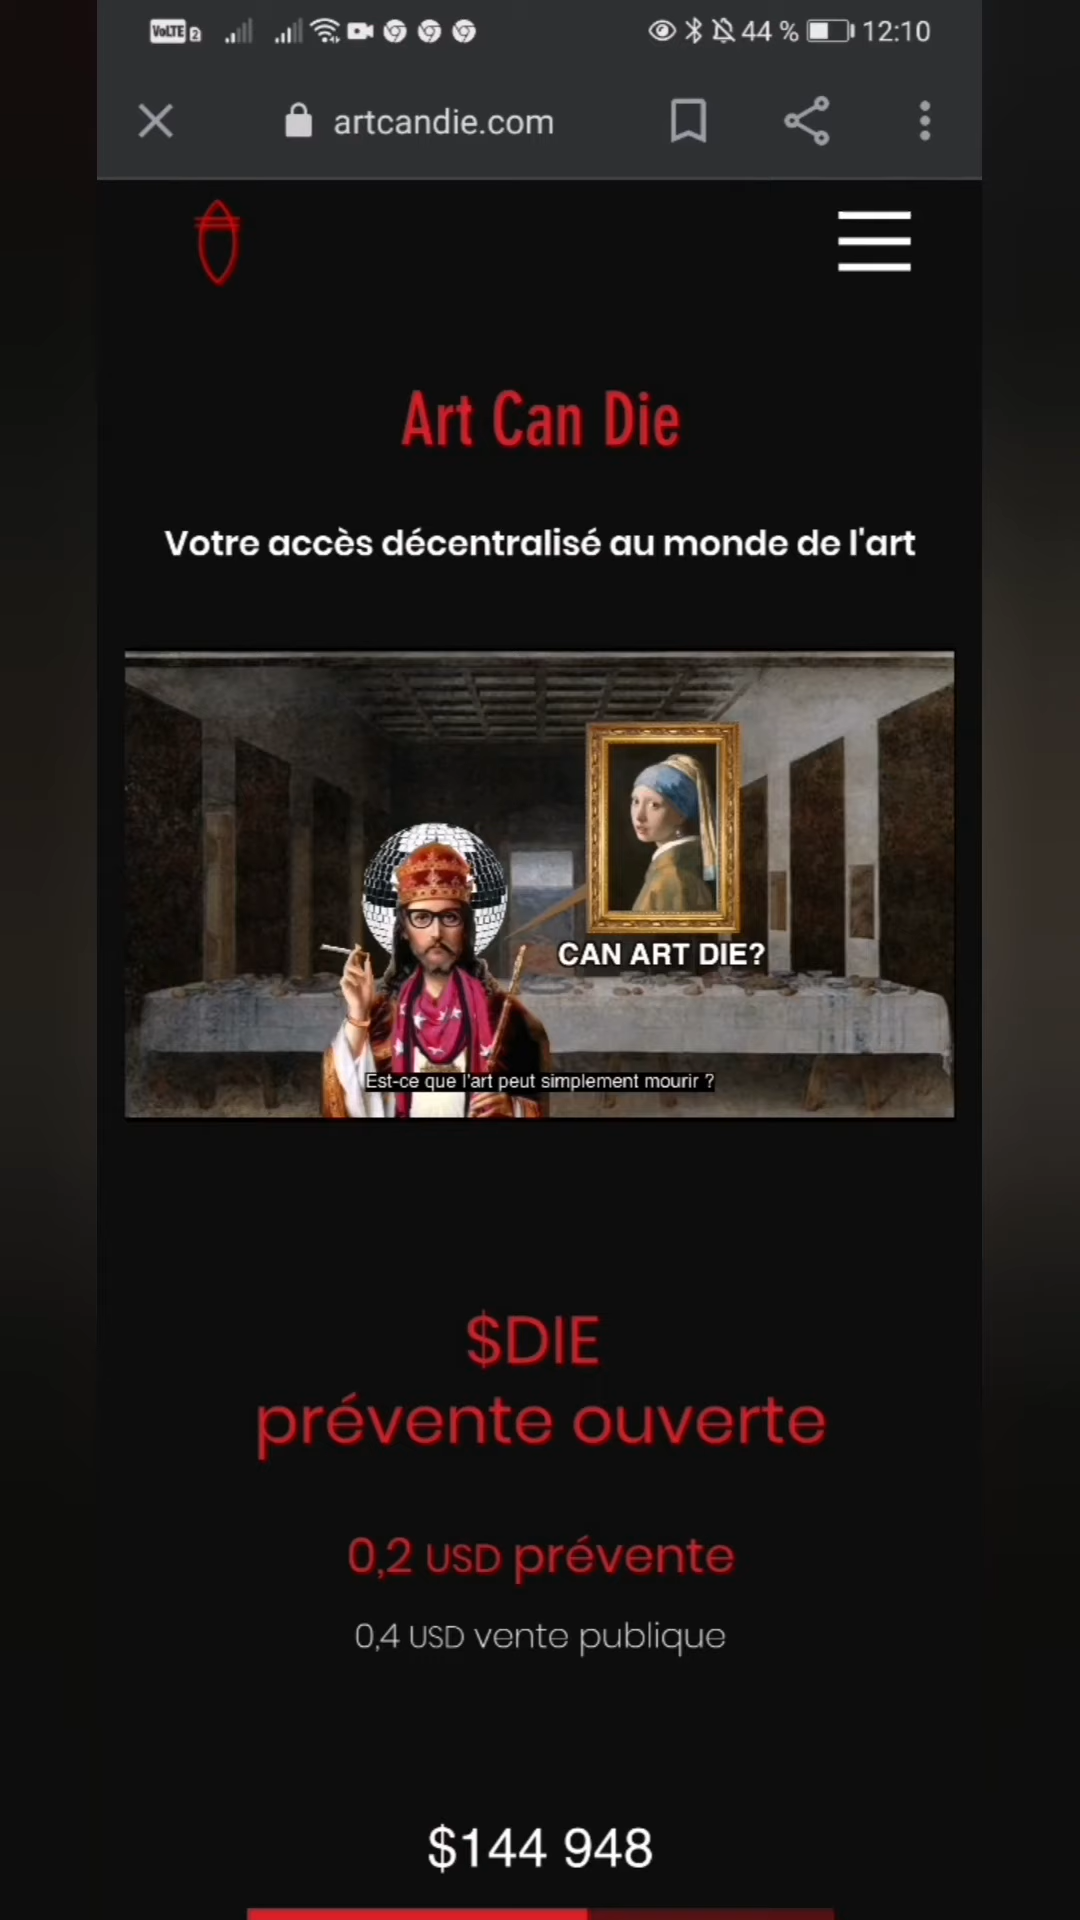 VoLTE 2
44 %
12:10
artcandie.com
Art Can Die
Votre accès décentralisé au monde de l'art
CAN ART DIE?
Est-ce que l'art peut simplement mourir ?
$DIE
prévente ouverte
0,2 USD prévente
0,4 USD vente publique
$144 948